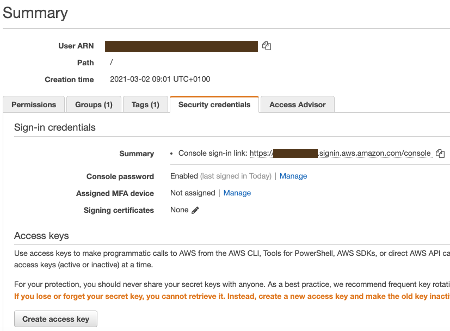 Summary
User ARN
Path /
Creation time 2021-03-02 09:01 UTC+0100
Permissions Groups (1) Tags (1) Security credentials Access Advisor
Sign-in credentials
Summary • Console sign-in link: https:// .signin.aws.amazon.com/console
Console password Enabled (last signed in Today) | Manage
Assigned MFA device Not assigned | Manage
Signing certificates None
Access keys
Use access keys to make programmatic calls to AWS from the AWS CLI, Tools for PowerShell, AWS SDKs, or direct AWS API ca
access keys (active or inactive) at a time.
For your protection, you should never share your secret keys with anyone. As a best practice, we recommend frequent key rotati
If you lose or forget your secret key, you cannot retrieve it. Instead, create a new access key and make the old key inacti
Create access key